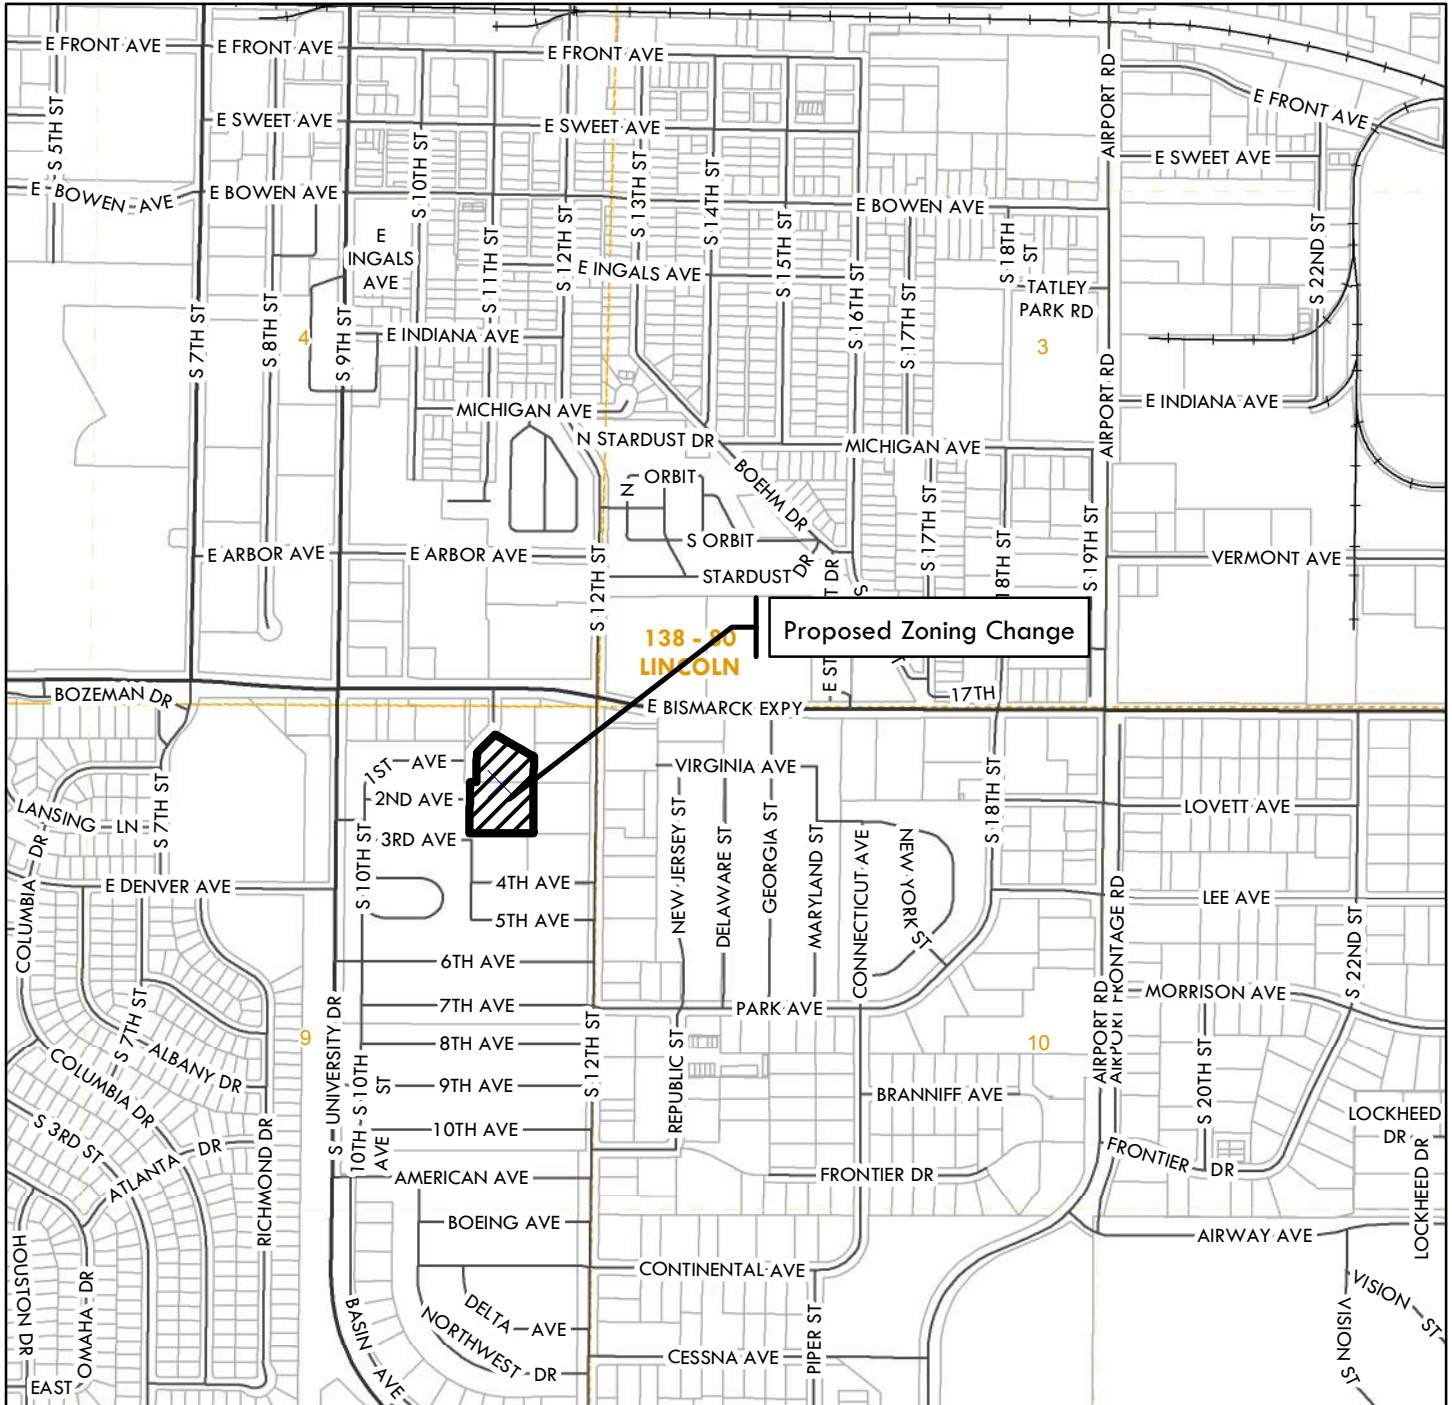 E FRONT AVE
E FRONT AVE
E FRONT AVE
AIRPORT RD
E FRONT AVE
S 5TH ST
E SWEET AVE
E SWEET AVE
E SWEET AVE
E BOWEN AVE
E BOWEN AVE
S 10TH ST
S 13TH ST
S 14TH ST
E BOWEN AVE
E
INGALS
AVE
S 11TH ST
S 12TH ST
E INGALS AVE
S 15TH ST
S 16TH ST
S 17TH ST
S 18TH
ST
TATLEY
PARK RD
S 22ND ST
S 7TH ST
S 8TH ST
4
S 9TH ST
E INDIANA AVE
3
AIRPORT RD
MICHIGAN AVE
E INDIANA AVE
N STARDUST DR
MICHIGAN AVE
N
ORBIT
BOEHM DR
S ORBIT
S 17TH ST
18TH ST
S 19TH ST
E ARBOR AVE
E ARBOR AVE
S 12TH ST
STARDUST
DR
T DR
S
VERMONT AVE
138 - 80
LINCOLN
Proposed Zoning Change
E ST
17TH
BOZEMAN DR
E BISMARCK EXPY
1ST AVE
2ND AVE
3RD AVE
VIRGINIA AVE
S 18TH ST
LOVETT AVE
LANSING LN
S 7TH ST
S 10TH ST
4TH AVE
5TH AVE
NEW JERSEY ST
DELAWARE ST
GEORGIA ST
MARYLAND ST
CONNECTICUT AVE
NEW YORK ST
E DENVER AVE
COLUMBIA DR
LEE AVE
AIRPORT FRONTAGE RD
S 22ND ST
6TH AVE
7TH AVE
PARK AVE
MORRISON AVE
S 7TH ST
ALBANY DR
COLUMBIA DR
9
S UNIVERSITY DR
8TH AVE
9TH AVE
S 12TH ST
REPUBLIC ST
10
AIRPORT RD
S 20TH ST
10TH - S 10TH
AVE
ST
10TH AVE
BRANNIFF AVE
LOCKHEED
DR
S 3RD ST
ATLANTA DR
RICHMOND DR
AMERICAN AVE
FRONTIER DR
FRONTIER DR
LOCKHEED DR
BOEING AVE
AIRWAY AVE
HOUSTON DR
OMAHA DR
CONTINENTAL AVE
BASIN AVE
DELTA AVE
NORTHWEST DR
PIPER ST
CESSNA AVE
VISION ST
VISION ST
EAST